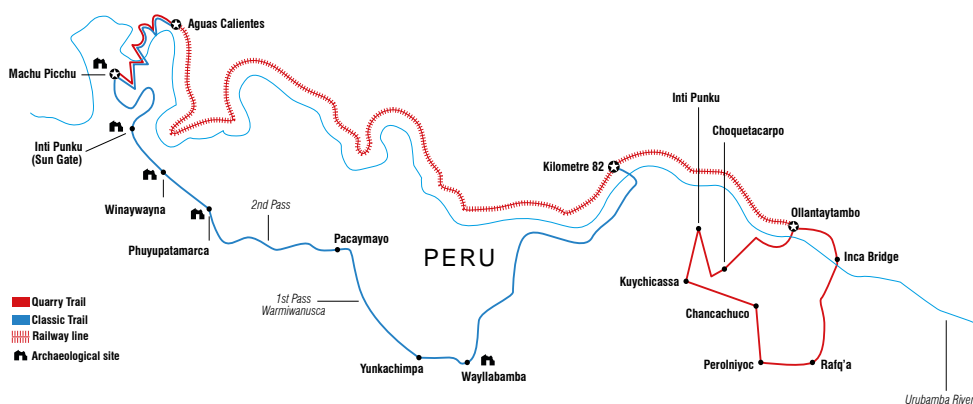 Aguas Calientes
Machu Picchu
Inti Punku
(Sun Gate)
Winaywayna
Phuyupatamarca
2nd Pass
Pacaymayo
1st Pass
Warmiwanusca
Yunkachimpa
Wayllabamba
PERU
Kilometre 82
Inti Punku
Choquetacarpo
Ollantaytambo
Inca Bridge
Kuychicassa
Chancachuco
Perolniyoc
Rafq'a
Urubamba River
Quarry Trail
Classic Trail
Railway line
Archaeological site